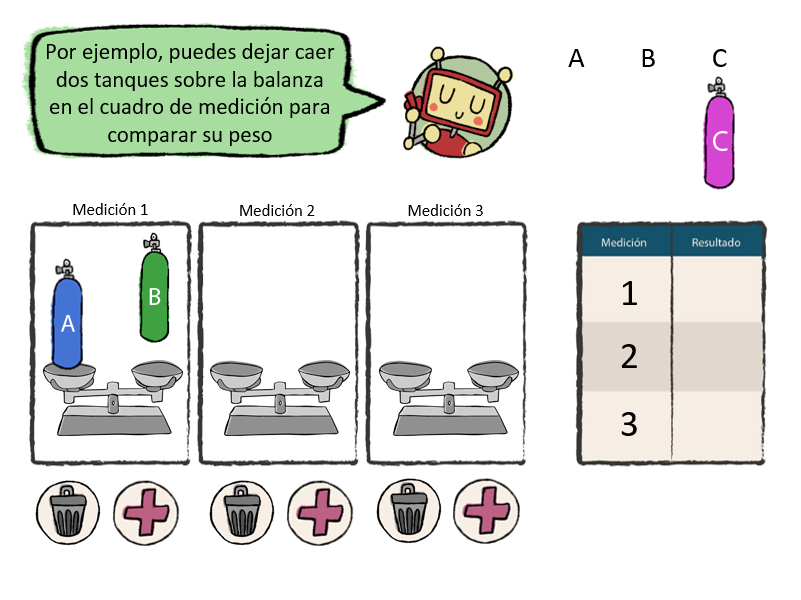 Por ejemplo, puedes dejar caer
dos tanques sobre la balanza
en el cuadro de medición para
comparar su peso
A B C
C
Medición 1 Medición 2 Medición 3
A B
Medición Resultado
1
2
3